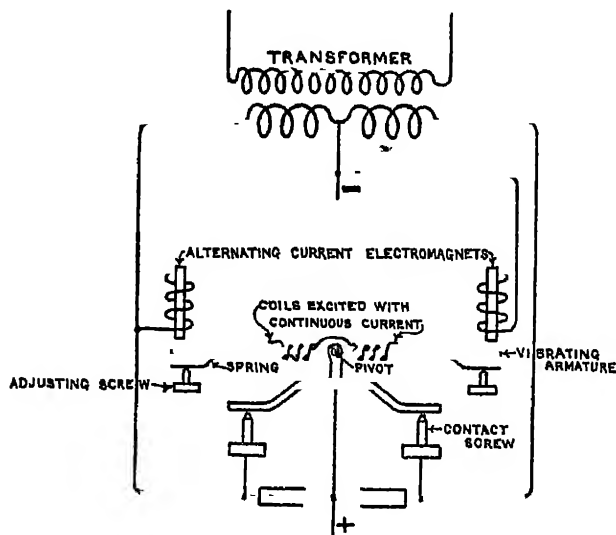 TRANSFORMER
ALTERNATING CURRENT ELECTROMAGNETS
COILS EXCITED WITH
CONTINUOUS CURRENT
SPRING
PIVOT
VIBRATING
ARMATURE
ADJUSTING SCREW
CONTACT
SCREW
+